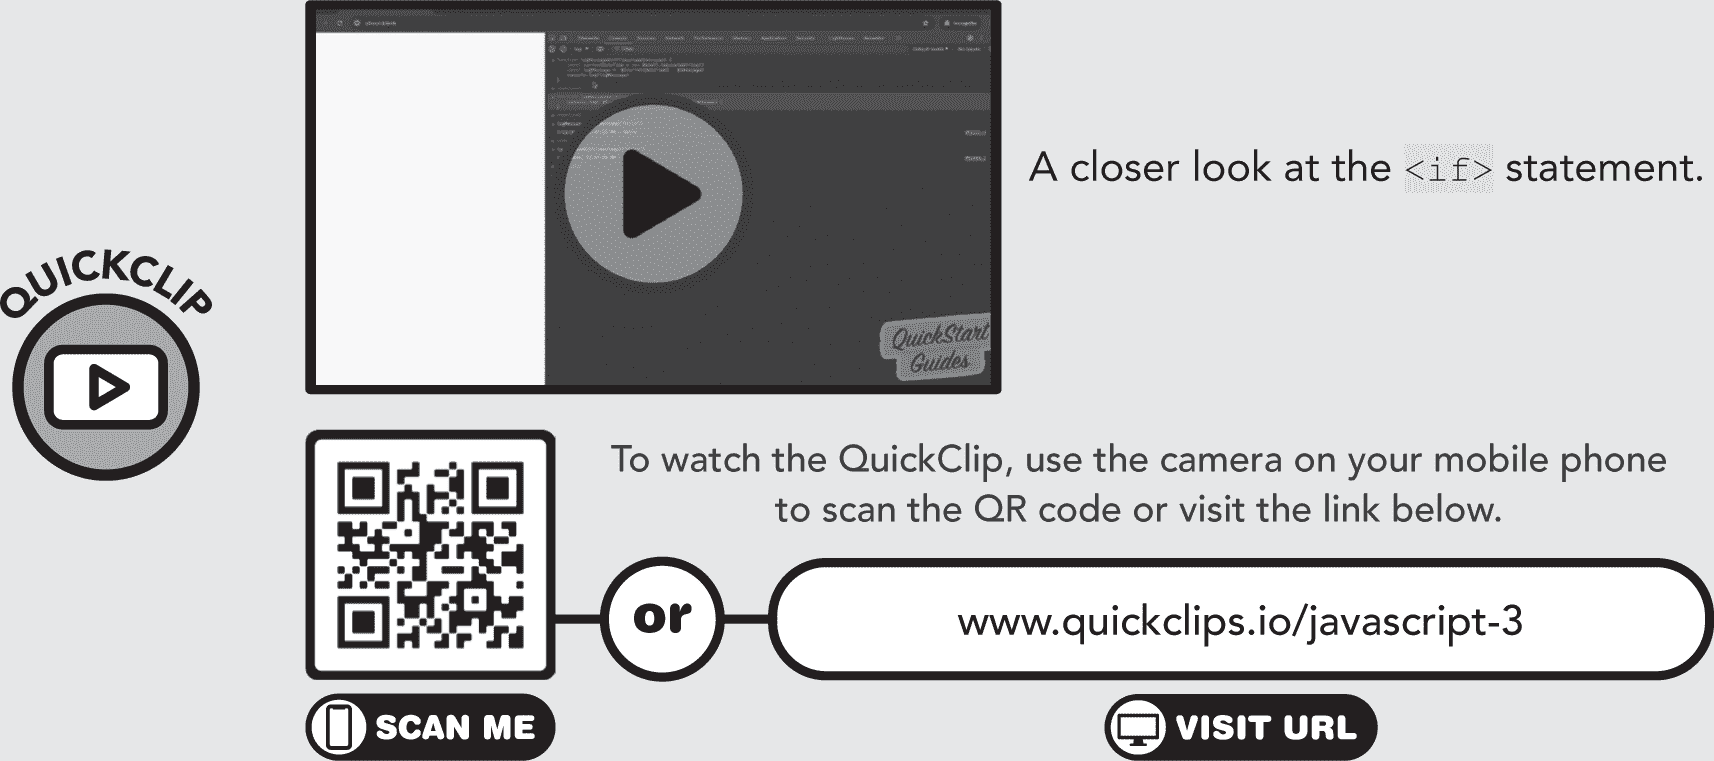 A closer look at the <if> statement.
QUICKCLIP
QuickStart
Guides
To watch the QuickClip, use the camera on your mobile phone
to scan the QR code or visit the link below.
or
www.quickclips.io/javascript-3
SCAN ME
VISIT URL